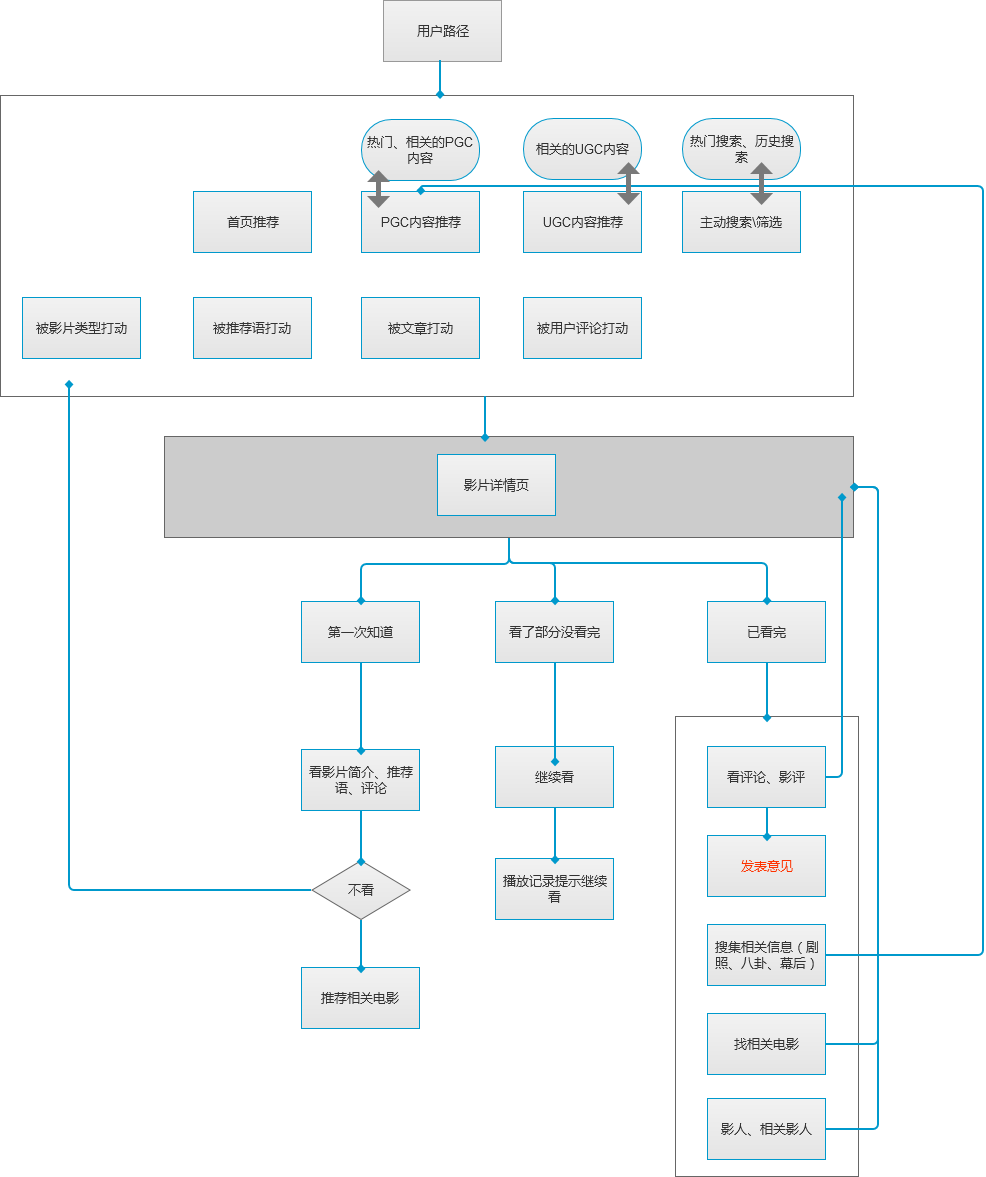 用户路径
热门、相关的PGC
内容
相关的UGC内容
热门搜索、历史搜
索
首页推荐
PGC内容推荐
UGC内容推荐
主动搜索\筛选
被影片类型打动
被推荐语打动
被文章打动
被用户评论打动
影片详情页
第一次知道
看了部分没看完
已看完
看影片简介、推荐
语、评论
继续看
看评论、影评
不看
播放记录提示继续
看
发表意见
搜集相关信息（剧
照、八卦、幕后）
推荐相关电影
找相关电影
影人、相关影人